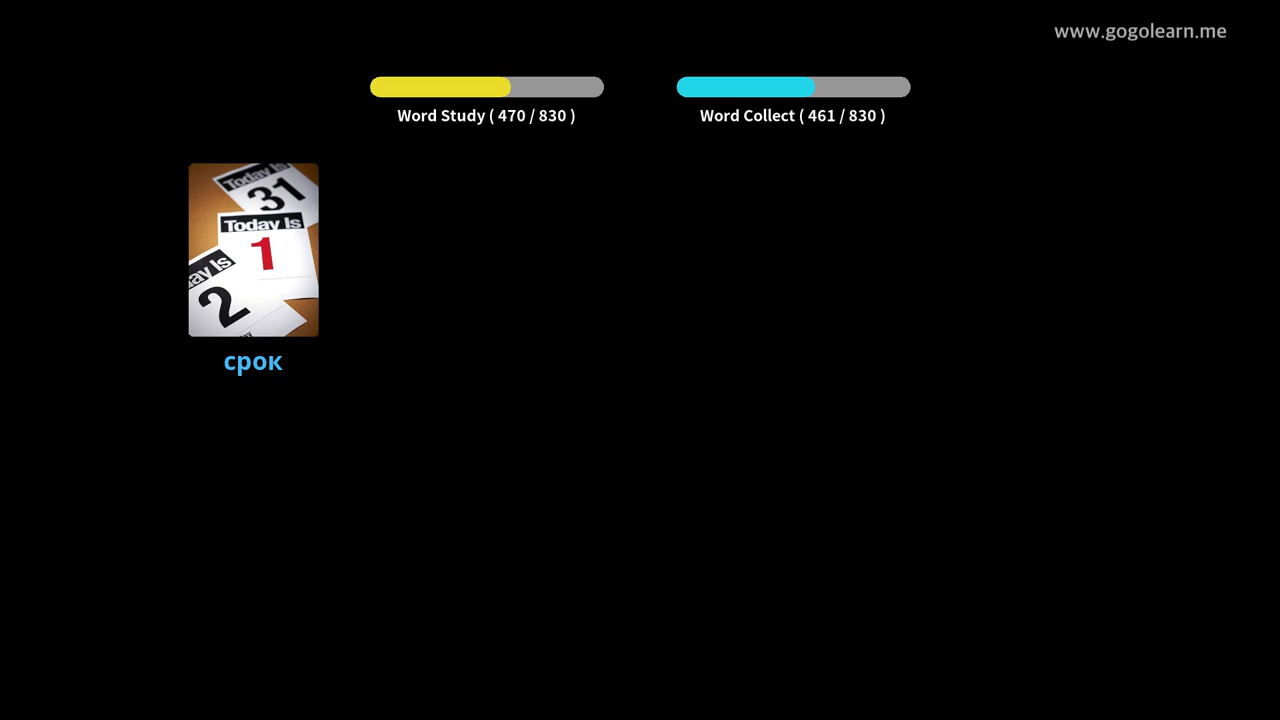 www.gogolearn.me
Word Study ( 470 / 830 )
Word Collect ( 461 / 830 )
Today Is
31
Today Is
1
ay Is
2
срок